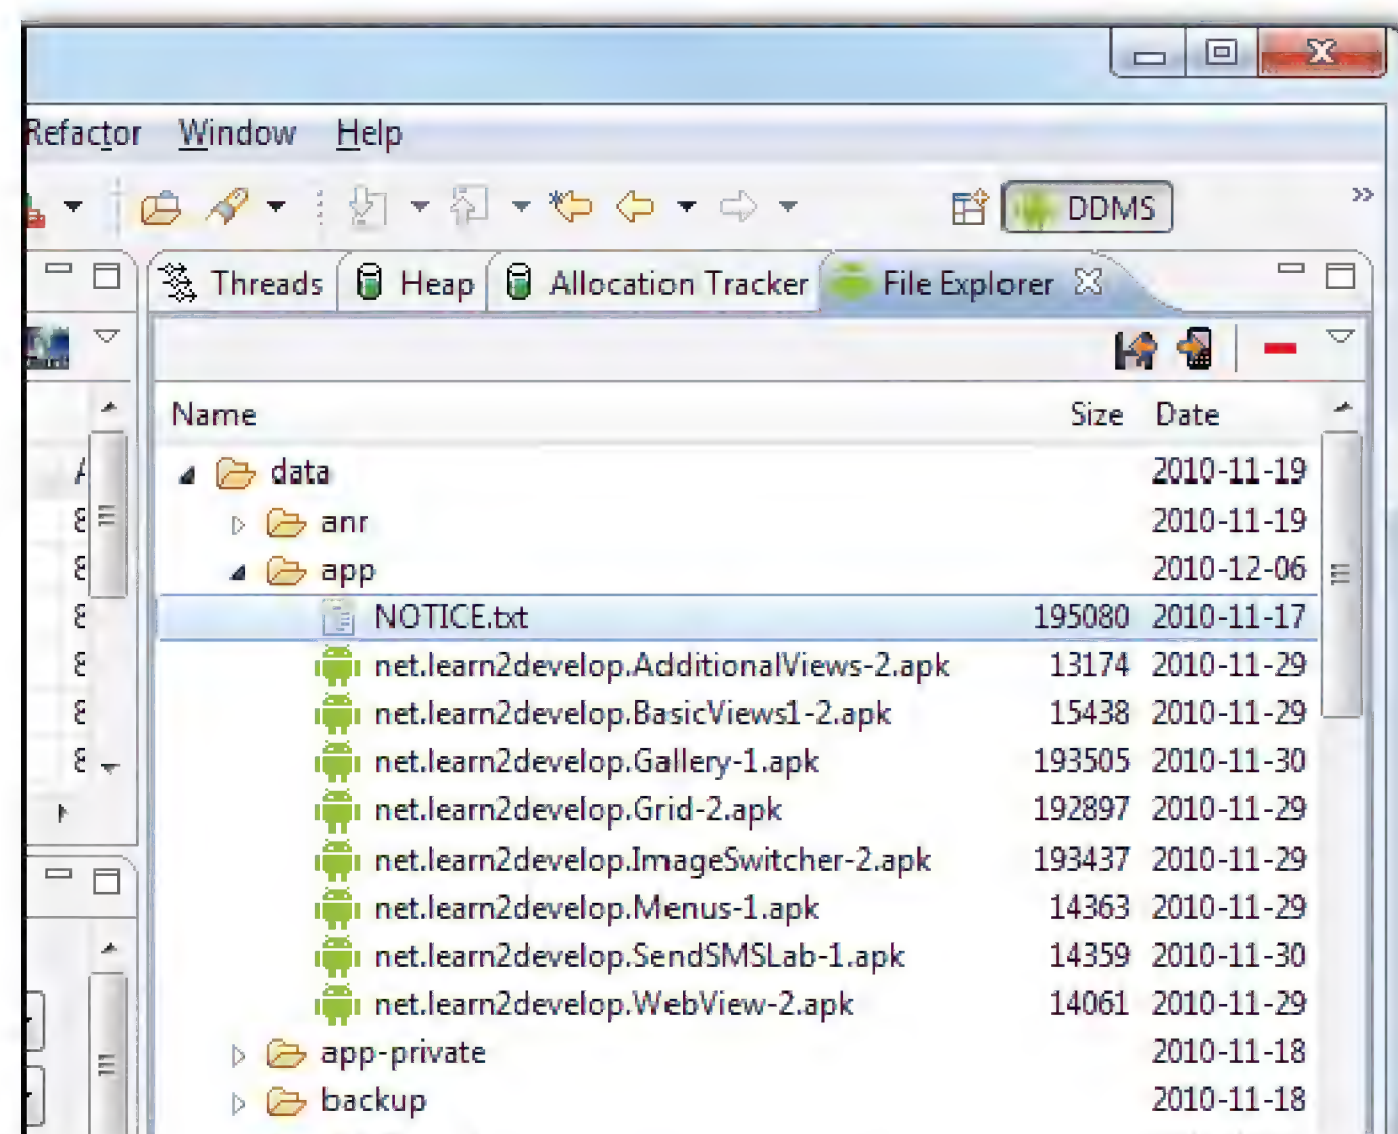 Refactor Window Help
DDMS »
Threads Heap Allocation Tracker File Explorer
Name Size Date
data 2010-11-19
anr 2010-11-19
app 2010-12-06
NOTICE.txt 195080 2010-11-17
net.learn2develop.AdditionalViews-2.apk 13174 2010-11-29
net.learn2develop.BasicViews1-2.apk 15438 2010-11-29
net.learn2develop.Gallery-1.apk 193505 2010-11-30
net.learn2develop.Grid-2.apk 192897 2010-11-29
net.learn2develop.ImageSwitcher-2.apk 193437 2010-11-29
net.learn2develop.Menus-1.apk 14363 2010-11-29
net.learn2develop.SendSMSLab-1.apk 14359 2010-11-30
net.learn2develop.WebView-2.apk 14061 2010-11-29
app-private 2010-11-18
backup 2010-11-18